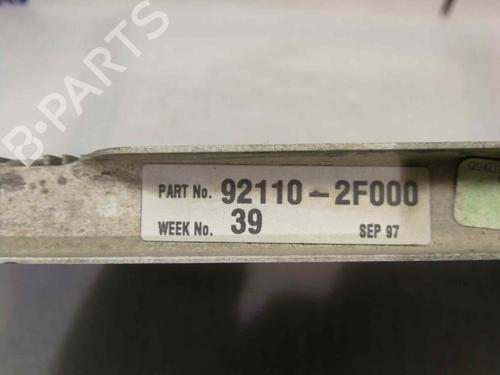 B-PARTS
PART No. 92110-2F000
WEEK No. 39 SEP 97